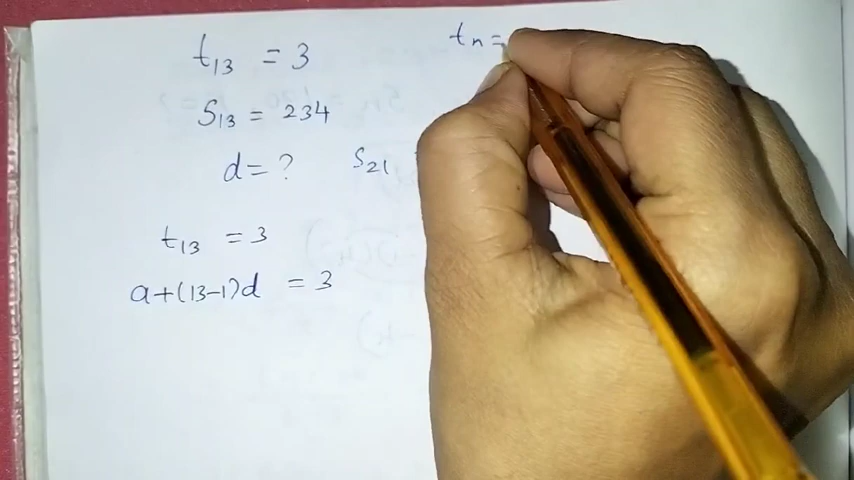 t13 = 3
tn =
S13 = 234
d = ?
S21
t13 = 3
a+(13-1)d = 3